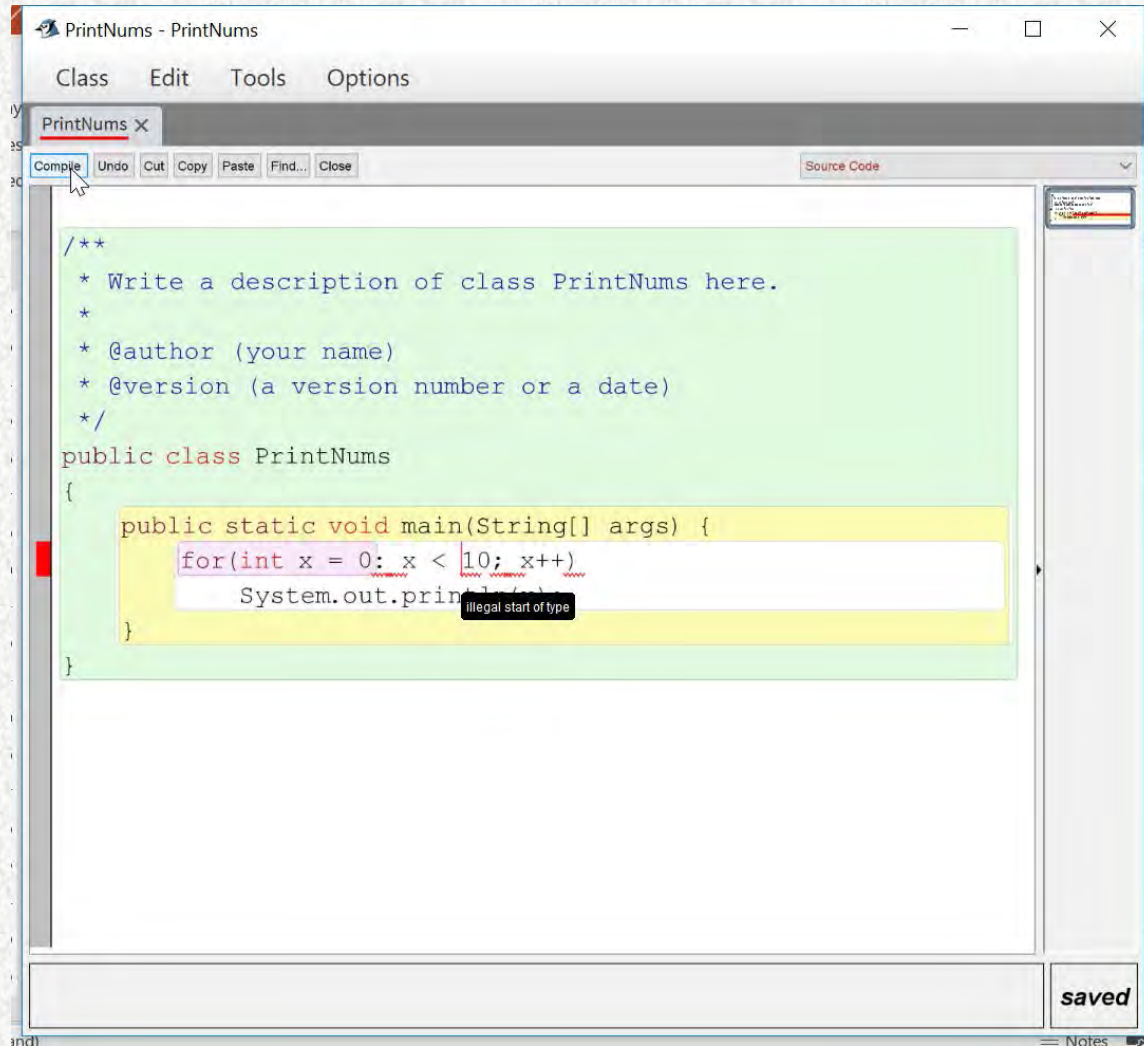 PrintNums - PrintNums
Class Edit Tools Options
PrintNums
Compile Undo Cut Copy Paste Find... Close Source Code
/**
* Write a description of class PrintNums here.
*
* @author (your name)
* @version (a version number or a date)
*/
public class PrintNums
{
public static void main(String[] args) {
for(int x = 0: x < 10; x++)
System.out.print
illegal start of type
}
}
saved
and)
Notes